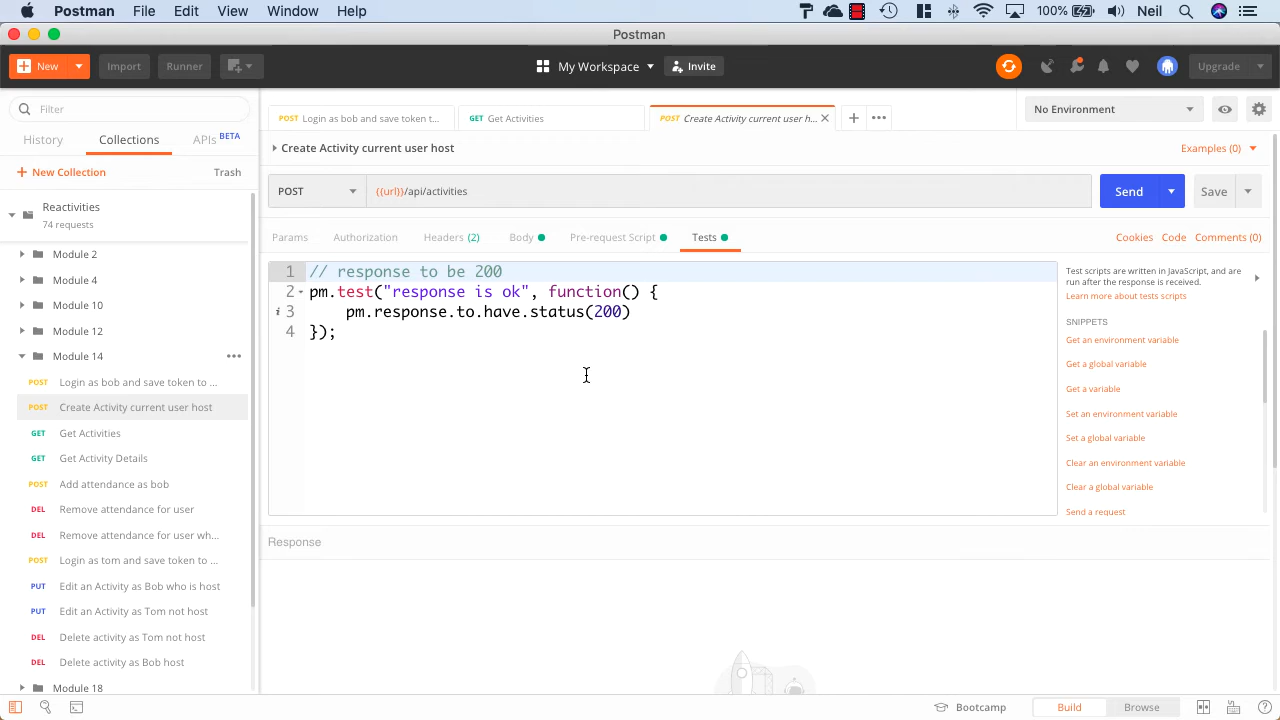 Postman File Edit View Window Help 100% Neil
Postman
New Import Runner My Workspace Invite Upgrade
Filter
History Collections APIs BETA
New Collection Trash
Reactivities
74 requests
Module 2
Module 4
Module 10
Module 12
Module 14
POST Login as bob and save token to ...
POST Create Activity current user host
GET Get Activities
GET Get Activity Details
POST Add attendance as bob
DEL Remove attendance for user
DEL Remove attendance for user wh...
POST Login as tom and save token to ...
PUT Edit an Activity as Bob who is host
PUT Edit an Activity as Tom not host
DEL Delete activity as Tom not host
DEL Delete activity as Bob host
Module 18
POST Login as bob and save token t... GET Get Activities POST Create Activity current user h... No Environment
Create Activity current user host Examples (0)
POST {{url}}/api/activities Send Save
Params Authorization Headers (2) Body Pre-request Script Tests Cookies Code Comments (0)
1 // response to be 200
2 pm.test("response is ok", function() {
3 pm.response.to.have.status(200)
4 });
Test scripts are written in JavaScript, and are
run after the response is received.
Learn more about tests scripts
SNIPPETS
Get an environment variable
Get a global variable
Get a variable
Set an environment variable
Set a global variable
Clear an environment variable
Clear a global variable
Send a request
Response
Bootcamp Build Browse